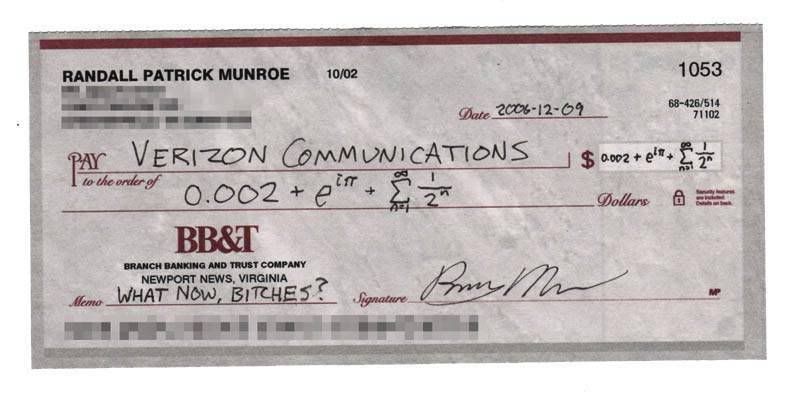 RANDALL PATRICK MUNROE 10/02 1053
68-426/514
71102
Date 2006-12-09
PAY to the order of VERIZON COMMUNICATIONS $ 0.002 + e^{iπ} + ∑_{n=1}^{∞} 1/2^n
0.002 + e^{iπ} + ∑_{n=1}^{∞} 1/2^n Dollars
Security features
are included.
Details on back.
BB&T
BRANCH BANKING AND TRUST COMPANY
NEWPORT NEWS, VIRGINIA
Memo WHAT NOW, BITCHES? Signature
MP